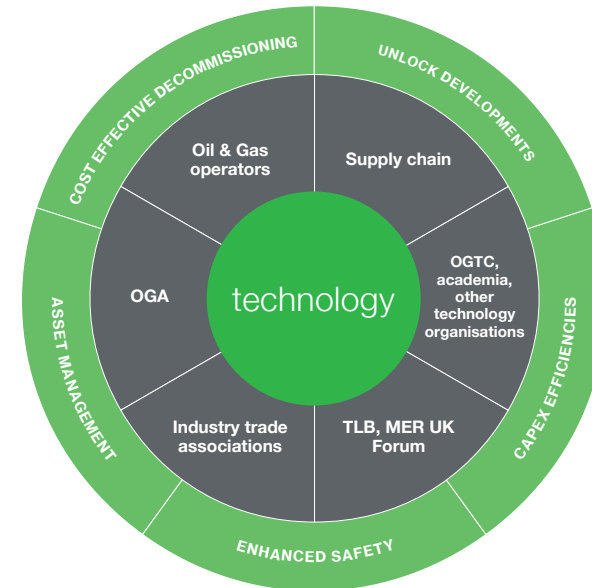 COST EFFECTIVE DECOMMISSIONING
UNLOCK DEVELOPMENTS
Oil & Gas
operators
Supply chain
OGA
technology
OGTC,
academia,
other
technology
organisations
ASSET MANAGEMENT
CAPEX EFFICIENCIES
Industry trade
associations
TLB, MER UK
Forum
ENHANCED SAFETY